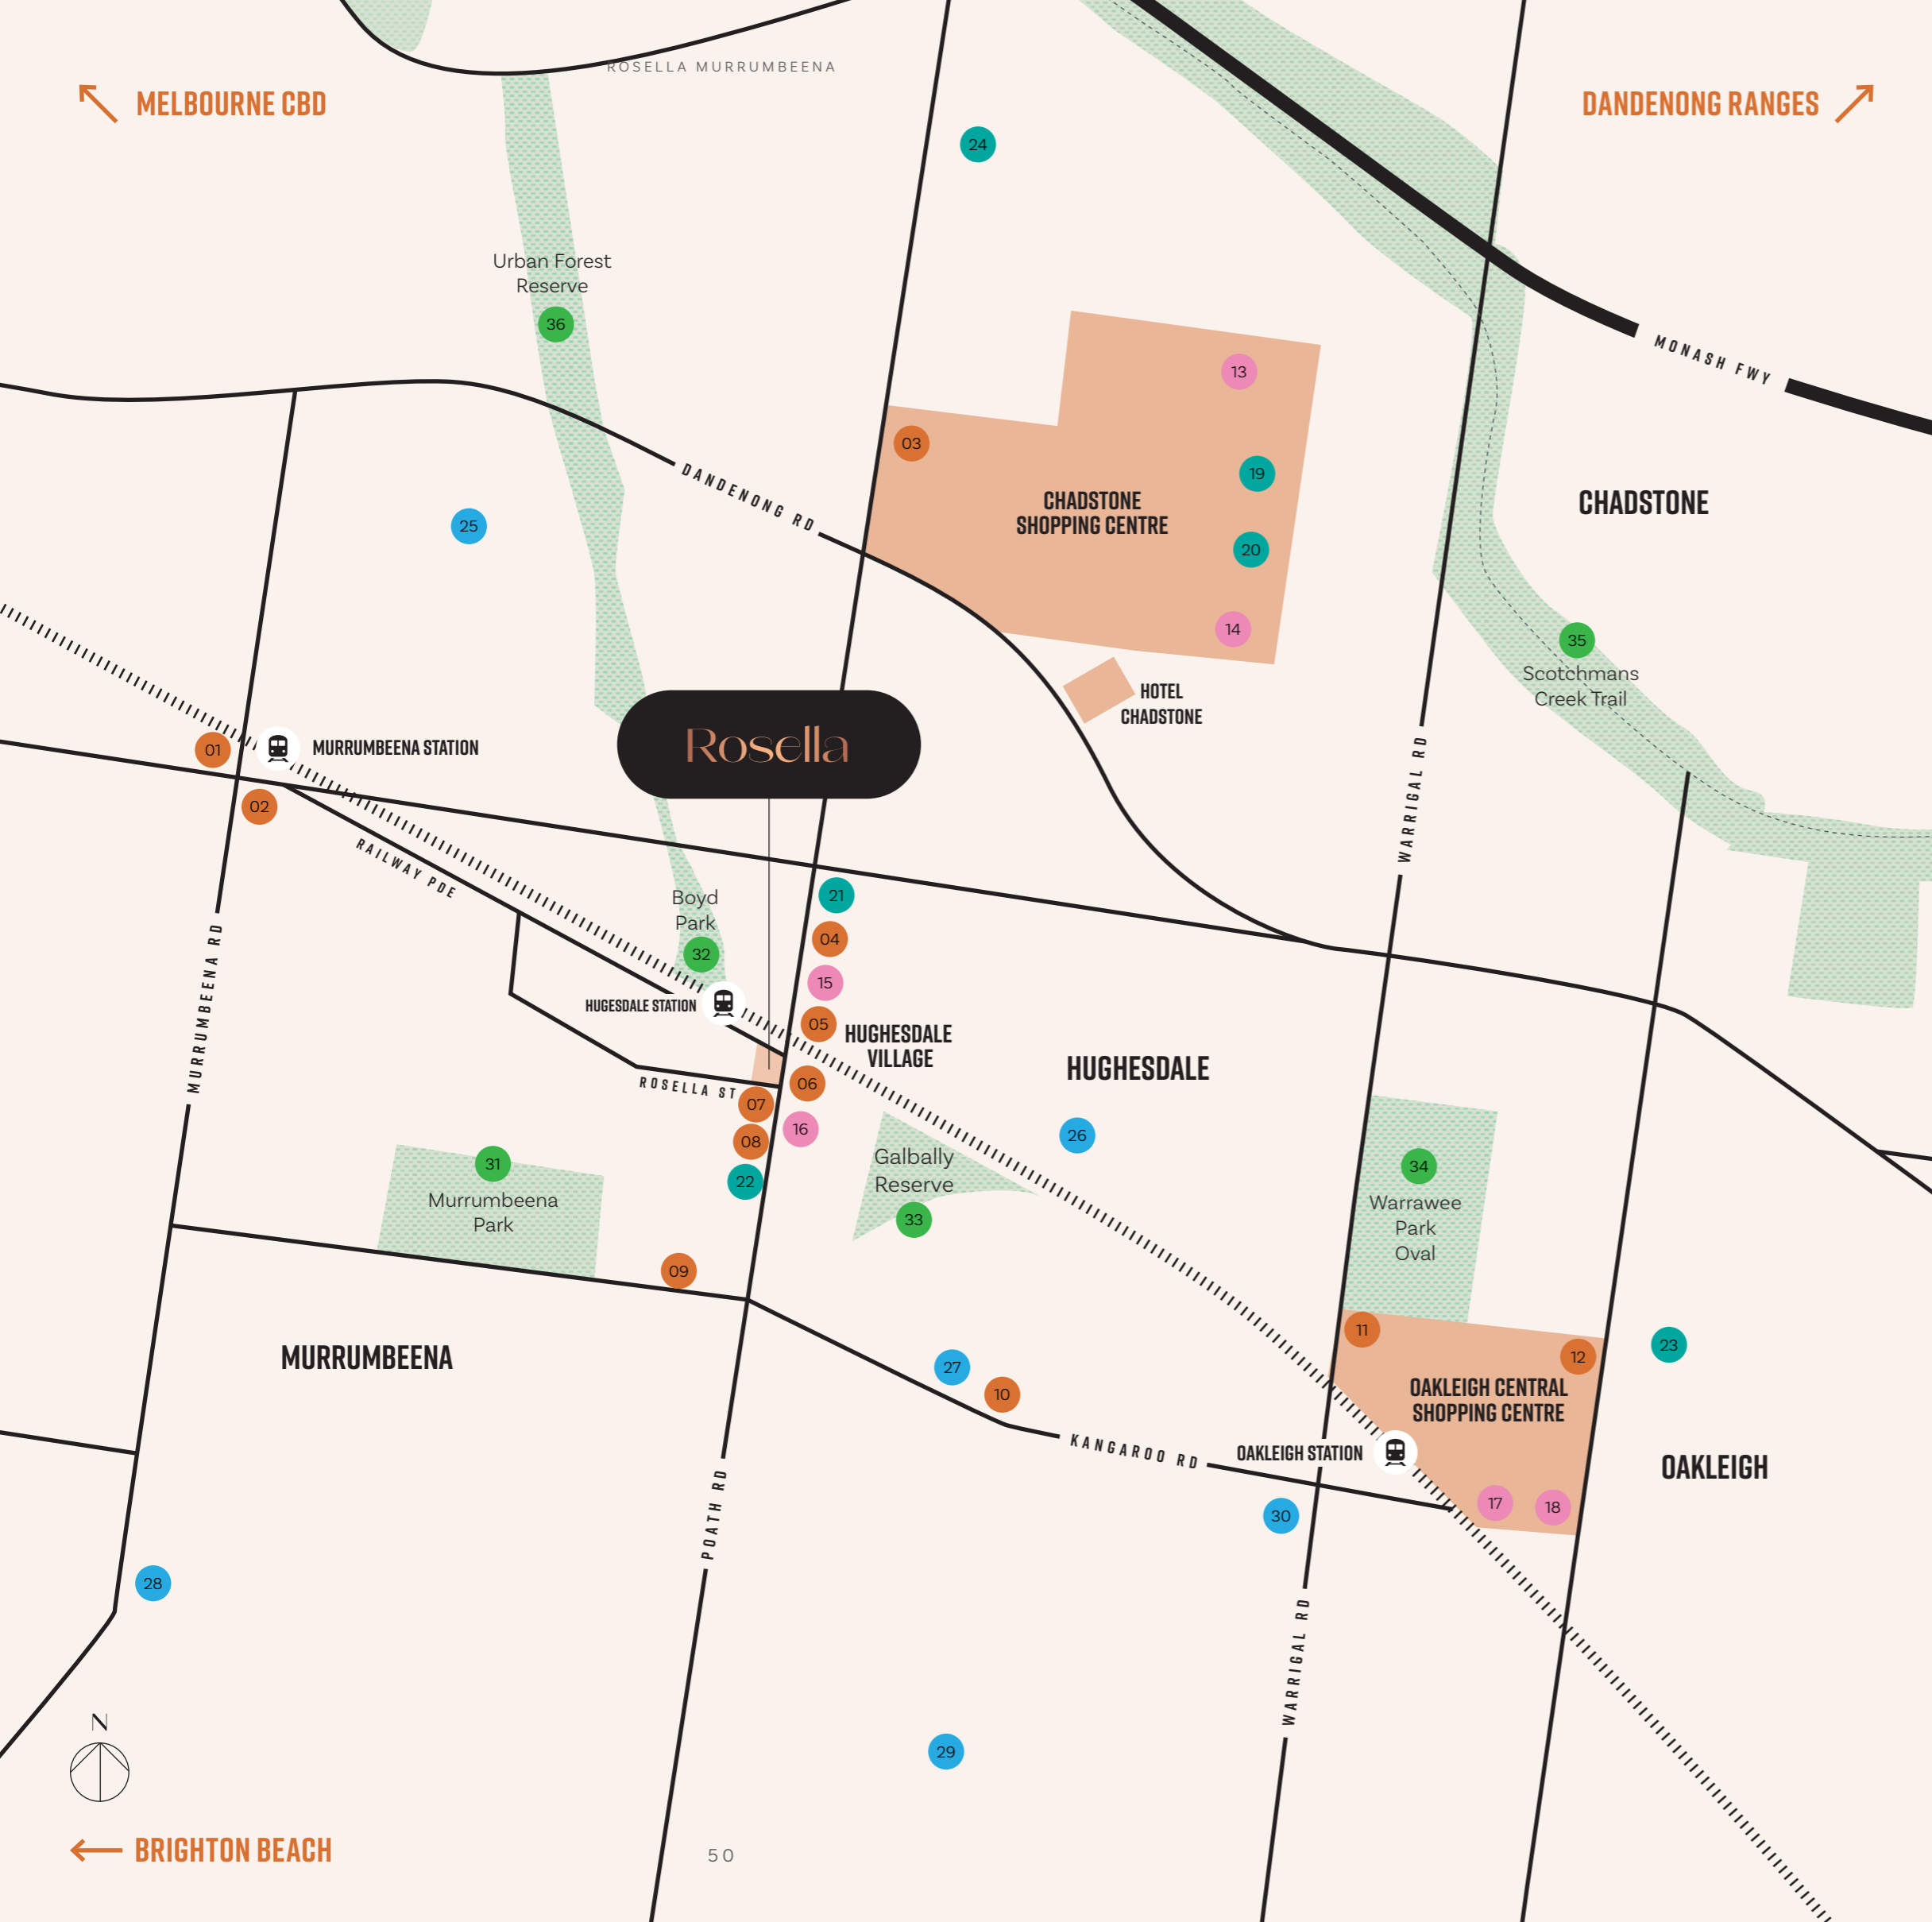 ROSELLA MURRUMBEENA
MELBOURNE CBD
DANDENONG RANGES
24
Urban Forest
Reserve
36
MONASH FWY
13
03
DANDENONG RD
19
CHADSTONE
SHOPPING CENTRE
CHADSTONE
25
20
14
35
Scotchmans
Creek Trail
HOTEL
CHADSTONE
Rosella
01
MURRUMBEENA STATION
02
WARRIGAL RD
RAILWAY PDE
Boyd
Park
32
21
04
15
05
MURRUMBEENA RD
HUGESDALE STATION
HUGHESDALE
VILLAGE
HUGHESDALE
ROSELLA ST
06
07
16
08
22
26
31
Murrumbeena
Park
Galbally
Reserve
33
34
Warrawee
Park
Oval
09
11
12
23
MURRUMBEENA
27
10
OAKLEIGH CENTRAL
SHOPPING CENTRE
KANGAROO RD
OAKLEIGH STATION
OAKLEIGH
POATH RD
17
18
30
28
WARRIGAL RD
N
29
BRIGHTON BEACH
50